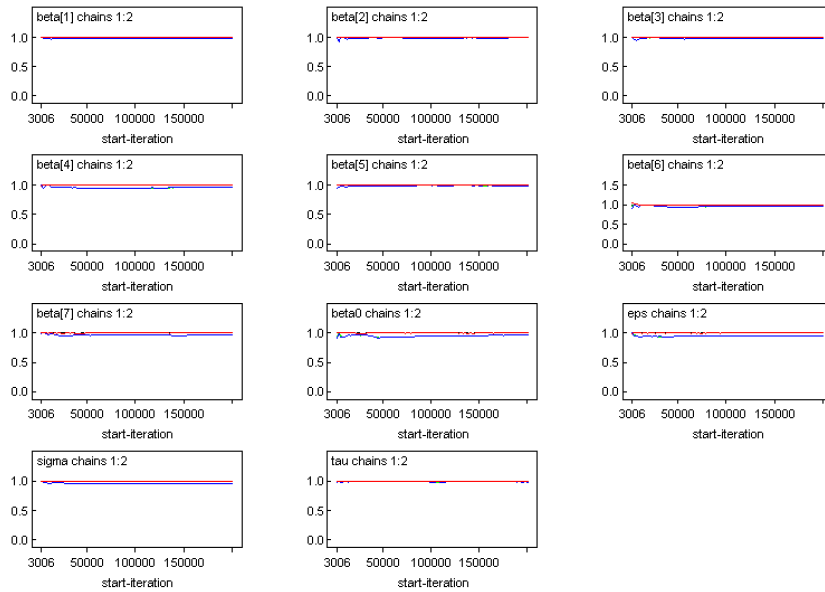 beta[1] chains 1:2
1.0
0.5
0.0
3006 50000 100000 150000
start-iteration
beta[2] chains 1:2
1.0
0.5
0.0
3006 50000 100000 150000
start-iteration
beta[3] chains 1:2
1.0
0.5
0.0
3006 50000 100000 150000
start-iteration
beta[4] chains 1:2
1.0
0.5
0.0
3006 50000 100000 150000
start-iteration
beta[5] chains 1:2
1.0
0.5
0.0
3006 50000 100000 150000
start-iteration
beta[6] chains 1:2
1.5
1.0
0.5
0.0
3006 50000 100000 150000
start-iteration
beta[7] chains 1:2
1.0
0.5
0.0
3006 50000 100000 150000
start-iteration
beta0 chains 1:2
1.0
0.5
0.0
3006 50000 100000 150000
start-iteration
eps chains 1:2
1.0
0.5
0.0
3006 50000 100000 150000
start-iteration
sigma chains 1:2
1.0
0.5
0.0
3006 50000 100000 150000
start-iteration
tau chains 1:2
1.0
0.5
0.0
3006 50000 100000 150000
start-iteration